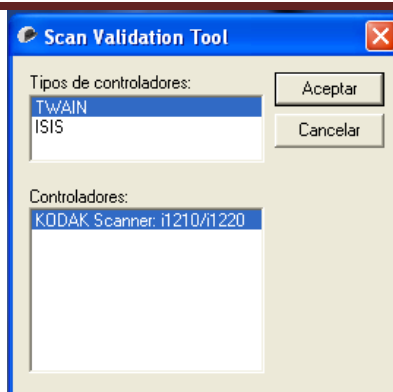 Scan Validation Tool
Tipos de controladores:
TWAIN
ISIS
Aceptar
Cancelar
Controladores:
KODAK Scanner: i1210/i1220